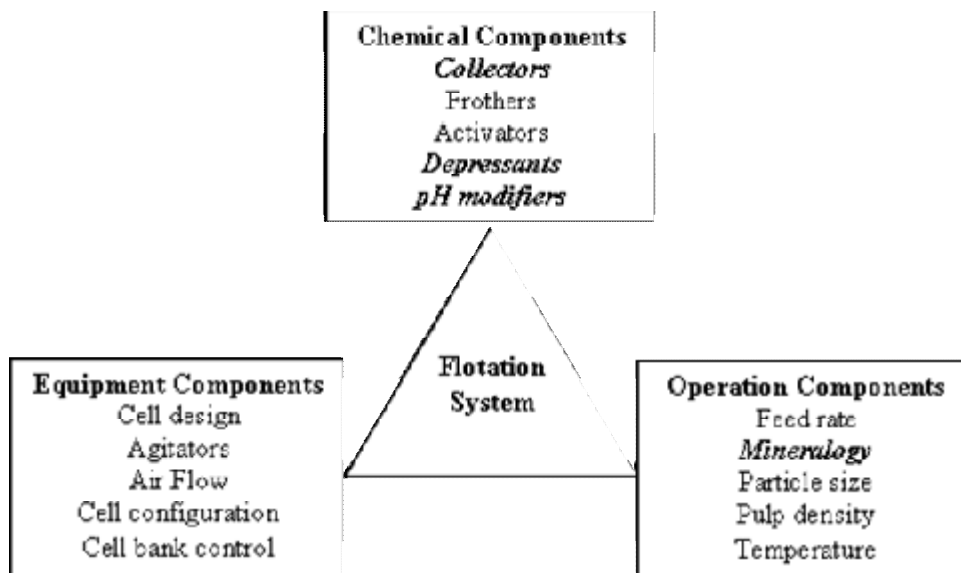 Chemical Components
Collectors
Frothers
Activators
Depressants
pH modifiers
Flotation
System
Equipment Components
Cell design
Agitators
Air Flow
Cell configuration
Cell bank control
Operation Components
Feed rate
Mineralogy
Particle size
Pulp density
Temperature